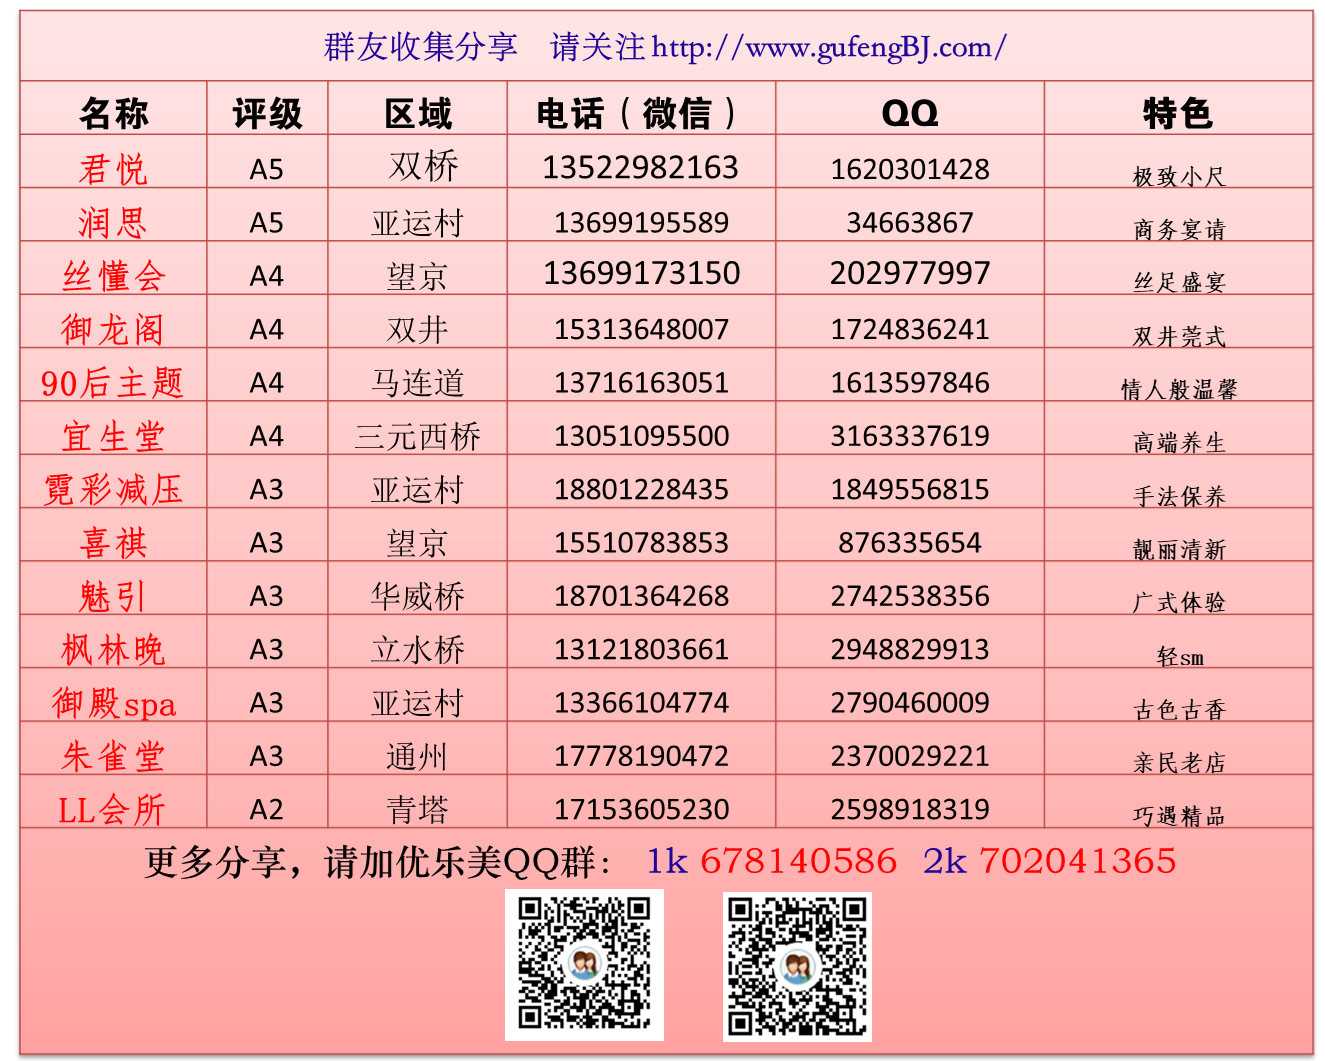 群友收集分享 请关注http://www.gufengBJ.com/
名称 评级 区域 电话（微信） QQ 特色
君悦 A5 双桥 13522982163 1620301428 极致小尺
润思 A5 亚运村 13699195589 34663867 商务宴请
丝懂会 A4 望京 13699173150 202977997 丝足盛宴
御龙阁 A4 双井 15313648007 1724836241 双井莞式
90后主题 A4 马连道 13716163051 1613597846 情人般温馨
宜生堂 A4 三元西桥 13051095500 3163337619 高端养生
霓彩减压 A3 亚运村 18801228435 1849556815 手法保养
喜祺 A3 望京 15510783853 876335654 靓丽清新
魅引 A3 华威桥 18701364268 2742538356 广式体验
枫林晚 A3 立水桥 13121803661 2948829913 轻sm
御殿spa A3 亚运村 13366104774 2790460009 古色古香
朱雀堂 A3 通州 17778190472 2370029221 亲民老店
LL会所 A2 青塔 17153605230 2598918319 巧遇精品
更多分享，请加优乐美QQ群： 1k 678140586 2k 702041365